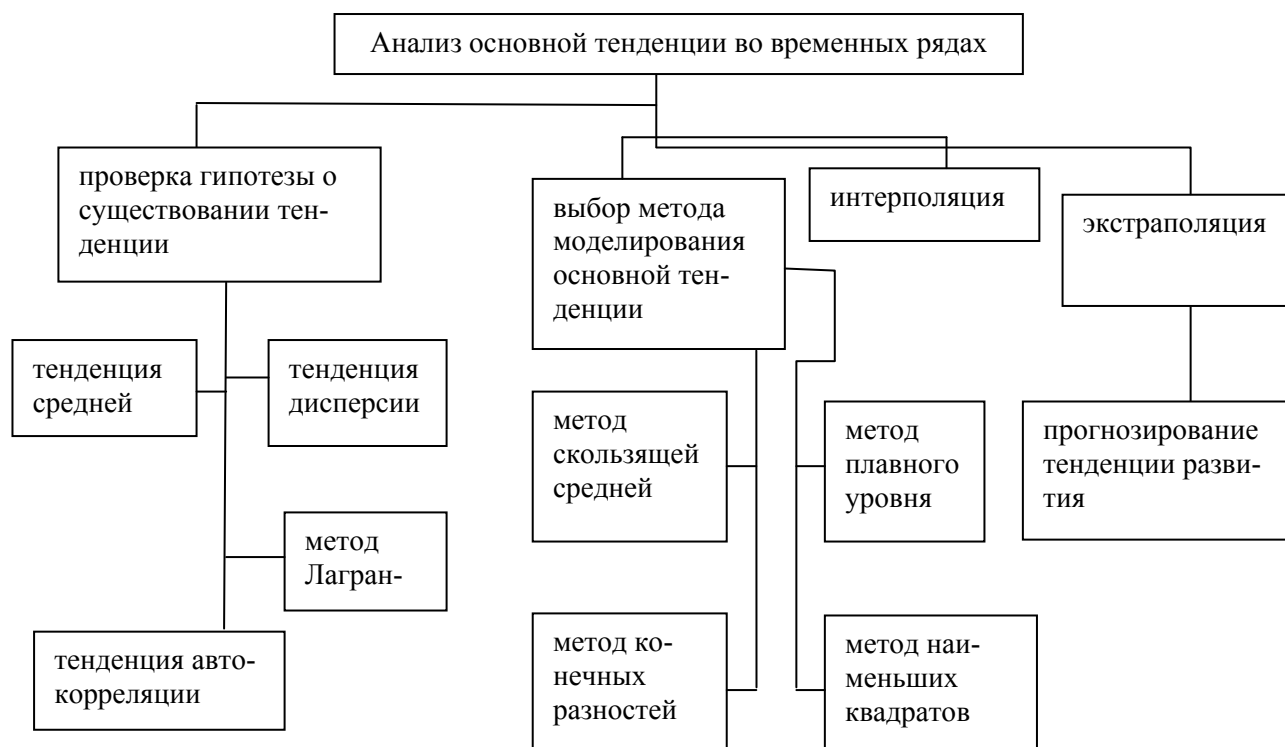 Анализ основной тенденции во временных рядах
проверка гипотезы о
существовании тен-
денции
выбор метода
моделирования
основной тен-
денции
интерполяция
экстраполяция
тенденция
средней
тенденция
дисперсии
метод
скользящей
средней
метод
плавного
уровня
прогнозирование
тенденции разви-
тия
метод
Лагран-
тенденция авто-
корреляции
метод ко-
нечных
разностей
метод наи-
меньших
квадратов